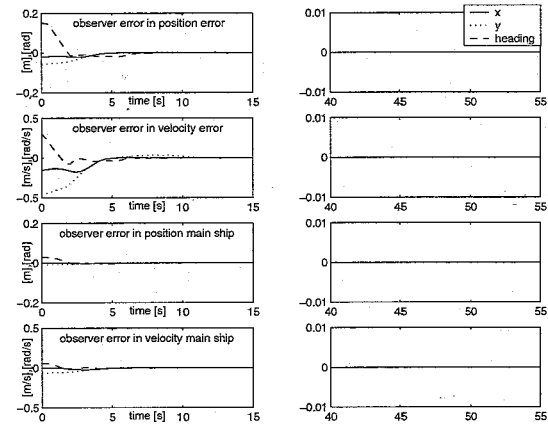 observer error in position error
0.2
0
−0.2
[m],[rad]
0 5 10 15
time [s]
0.01
0
−0.01
40 45 50 55
x
y
heading
observer error in velocity error
0.5
0
−0.5
[m/s],[rad/s]
0 5 10 15
time [s]
0.01
0
−0.01
40 45 50 55
observer error in position main ship
0.2
0
−0.2
[m],[rad]
0 5 10 15
time [s]
0.01
0
−0.01
40 45 50 55
observer error in velocity main ship
0.5
0
−0.5
[m/s],[rad/s]
0 5 10 15
time [s]
0.01
0
−0.01
40 45 50 55